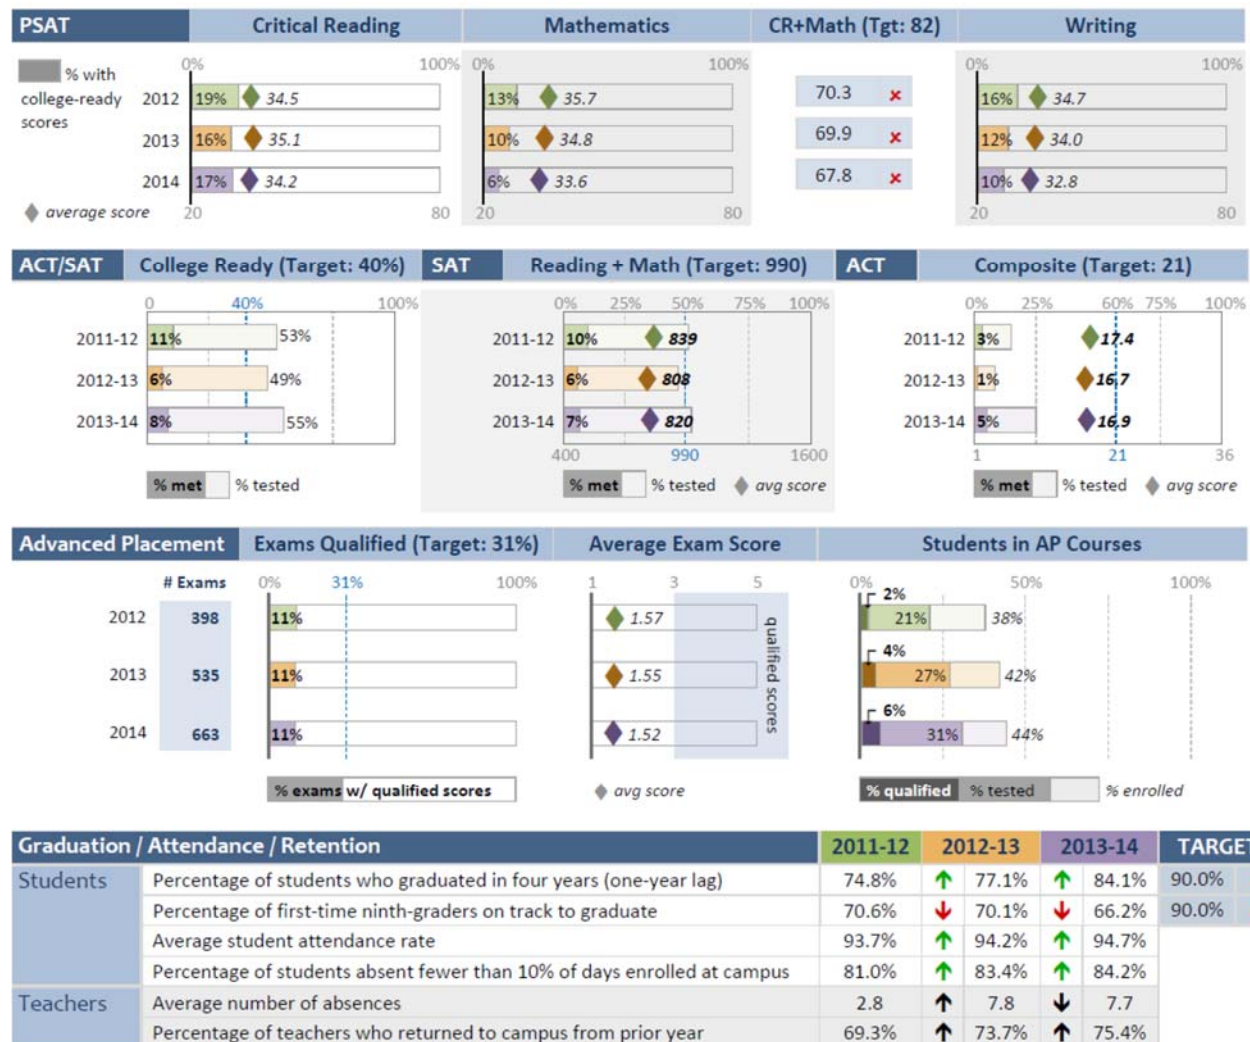 PSAT Critical Reading Mathematics CR+Math (Tgt: 82) Writing
0% 100% 0% 100% 0% 100%
% with
college-ready
scores
2012 19% 34.5 13% 35.7 70.3 ✘ 16% 34.7
2013 16% 35.1 10% 34.8 69.9 ✘ 12% 34.0
2014 17% 34.2 6% 33.6 67.8 ✘ 10% 32.8
average score 20 80 20 80 20 80
ACT/SAT College Ready (Target: 40%) SAT Reading + Math (Target: 990) ACT Composite (Target: 21)
0 40% 100% 0% 25% 50% 75% 100% 0% 25% 60% 75% 100%
2011-12 11% 53% 2011-12 10% 839 2011-12 3% 17.4
2012-13 6% 49% 2012-13 6% 808 2012-13 1% 16.7
2013-14 8% 55% 2013-14 7% 820 2013-14 5% 16.9
400 990 1600 1 21 36
% met % tested % met % tested avg score % met % tested avg score
Advanced Placement Exams Qualified (Target: 31%) Average Exam Score Students in AP Courses
# Exams 0% 31% 100% 1 3 5 0% 50% 100%
2%
2012 398 11% 1.57 21% 38%
4%
2013 535 11% 1.55 27% 42%
6%
2014 663 11% 1.52 31% 44%
qualified scores
% exams w/ qualified scores avg score % qualified % tested % enrolled
Graduation / Attendance / Retention 2011-12 2012-13 2013-14 TARGET
Students Percentage of students who graduated in four years (one-year lag) 74.8% ↑ 77.1% ↑ 84.1% 90.0%
Percentage of first-time ninth-graders on track to graduate 70.6% ↓ 70.1% ↓ 66.2% 90.0%
Average student attendance rate 93.7% ↑ 94.2% ↑ 94.7%
Percentage of students absent fewer than 10% of days enrolled at campus 81.0% ↑ 83.4% ↑ 84.2%
Teachers Average number of absences 2.8 ↑ 7.8 ↓ 7.7
Percentage of teachers who returned to campus from prior year 69.3% ↑ 73.7% ↑ 75.4%